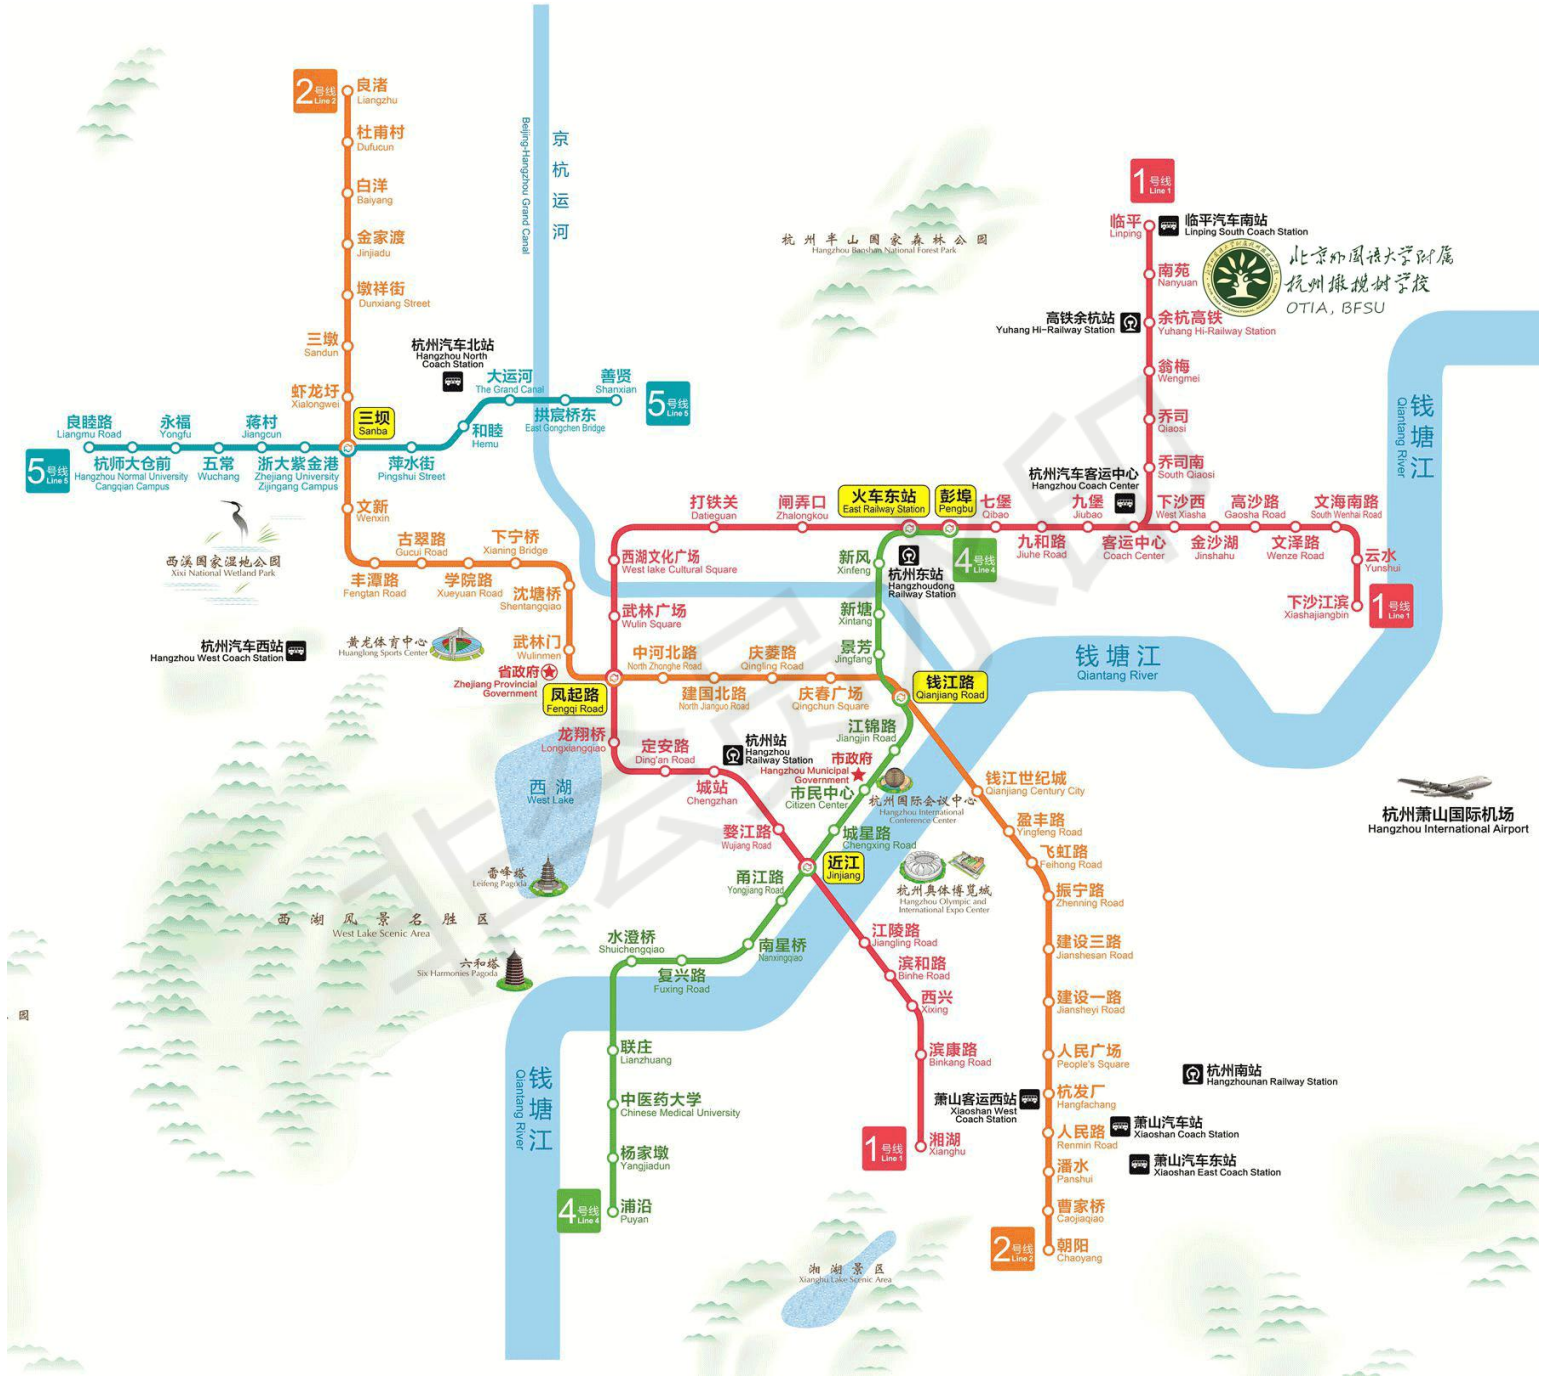 2号线
Line 2
良渚
Liangzhu
杜甫村
Dufucun
白洋
Baiyang
金家渡
Jinjiadu
墩祥街
Dunxiang Street
三墩
Sandun
虾龙圩
Xialongwei
三坝
Sanba
文新
Wenxin
丰潭路
Fengtan Road
古翠路
Gucui Road
学院路
Xueyuan Road
下宁桥
Xianing Bridge
沈塘桥
Shentangqiao
武林门
Wulinmen
省政府
Zhejiang Provincial
Government
凤起路
Fengqi Road
中河北路
North Zhonghe Road
建国北路
North Jianguo Road
庆菱路
Qingling Road
庆春广场
Qingchun Square
钱江路
Qianjiang Road
钱江世纪城
Qianjiang Century City
盈丰路
Yingfeng Road
飞虹路
Feihong Road
振宁路
Zhenning Road
建设三路
Jianshesan Road
建设一路
Jiansheyi Road
人民广场
People's Square
杭发厂
Hangfachang
人民路
Renmin Road
潘水
Panshui
曹家桥
Caojiaqiao
朝阳
Chaoyang
2号线
Line 2
5号线
Line 5
良睦路
Liangmu Road
杭师大仓前
Hangzhou Normal University
Cangqian Campus
永福
Yongfu
五常
Wuchang
蒋村
Jiangcun
浙大紫金港
Zhejiang University
Zijingang Campus
萍水街
Pingshui Street
和睦
Hemu
大运河
The Grand Canal
拱宸桥东
East Gongchen Bridge
善贤
Shanxian
5号线
Line 5
杭州汽车北站
Hangzhou North
Coach Station
京杭运河
Beijing-Hangzhou Grand Canal
杭州半山国家森林公园
Hangzhou Baoshan National Forest Park
1号线
Line 1
临平
Linping
临平汽车南站
Linping South Coach Station
南苑
Nanyuan
北京外国语大学附属
杭州橄榄树学校
OTIA, BFSU
高铁余杭站
Yuhang Hi-Railway Station
余杭高铁
Yuhang Hi-Railway Station
翁梅
Wengmei
乔司
Qiaosi
乔司南
South Qiaosi
杭州汽车客运中心
Hangzhou Coach Center
客运中心
Coach Center
下沙西
West Xiasha
金沙湖
Jinshahu
高沙路
Gaosha Road
文泽路
Wenze Road
文海南路
South Wenhai Road
云水
Yunshui
下沙江滨
Xiashajiangbin
1号线
Line 1
九堡
Jiubao
九和路
Jiuhe Road
七堡
Qibao
彭埠
Pengbu
火车东站
East Railway Station
闸弄口
Zhalongkou
打铁关
Datieguan
西湖文化广场
West lake Cultural Square
武林广场
Wulin Square
龙翔桥
Longxiangqiao
定安路
Ding'an Road
城站
Chengzhan
杭州站
Hangzhou
Railway Station
婺江路
Wujiang Road
近江
Jinjiang
江陵路
Jiangling Road
滨和路
Binhe Road
西兴
Xixing
滨康路
Binkang Road
湘湖
Xianghu
1号线
Line 1
4号线
Line 4
杭州东站
Hangzhoudong
Railway Station
新风
Xinfeng
新塘
Xintang
景芳
Jingfang
江锦路
Jiangjin Road
市政府
Hangzhou Municipal
Government
市民中心
Citizen Center
城星路
Chengxing Road
甬江路
Yongjiang Road
南星桥
Nanxingqiao
复兴路
Fuxing Road
水澄桥
Shuichengqiao
联庄
Lianzhuang
中医药大学
Chinese Medical University
杨家墩
Yangjiadun
浦沿
Puyan
4号线
Line 4
西溪国家湿地公园
Xixi National Wetland Park
杭州汽车西站
Hangzhou West Coach Station
黄龙体育中心
Huanglong Sports Center
西湖
West Lake
雷峰塔
Leifeng Pagoda
西湖风景名胜区
West Lake Scenic Area
六和塔
Six Harmonies Pagoda
园
杭州国际会议中心
Hangzhou International
Conference Center
杭州奥体博览城
Hangzhou Olympic and
International Expo Center
钱塘江
Qiantang River
钱塘江
Qiantang River
钱塘江
Qiantang River
杭州萧山国际机场
Hangzhou International Airport
杭州南站
Hangzhounan Railway Station
萧山客运西站
Xiaoshan West
Coach Station
萧山汽车站
Xiaoshan Coach Station
萧山汽车东站
Xiaoshan East Coach Station
湘湖景区
Xianghu Lake Scenic Area
非会员水印